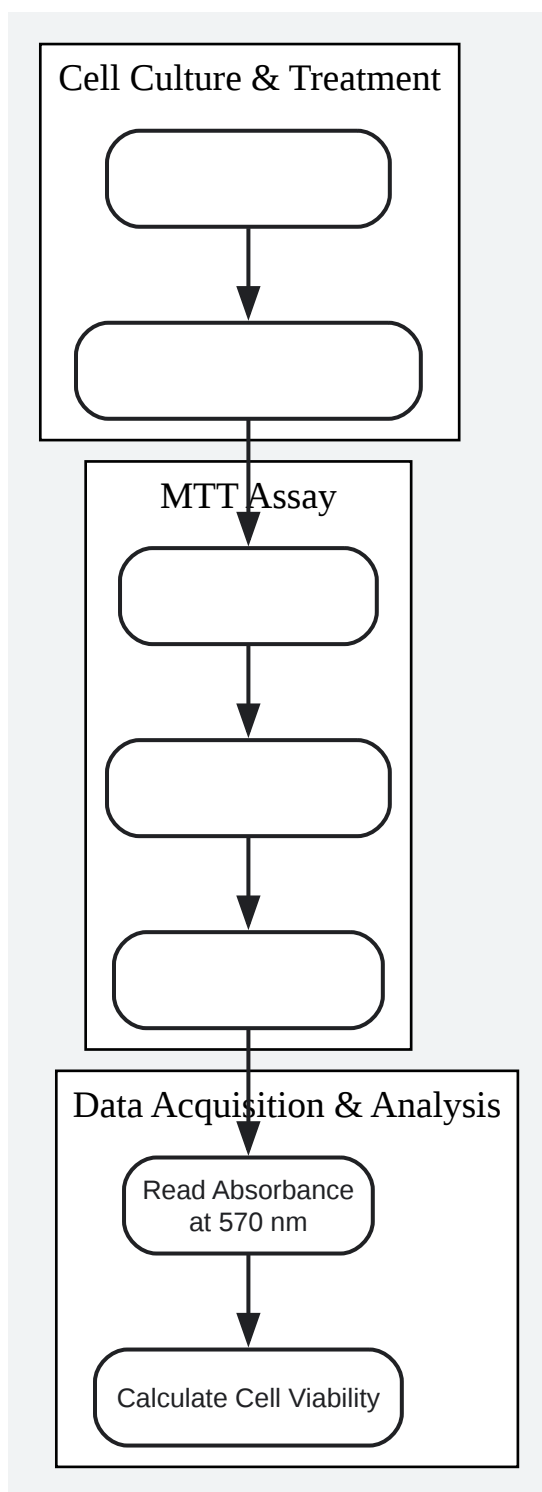 Cell Culture & Treatment
MTT Assay
Data Acquisition & Analysis
Read Absorbance
at 570 nm
Calculate Cell Viability